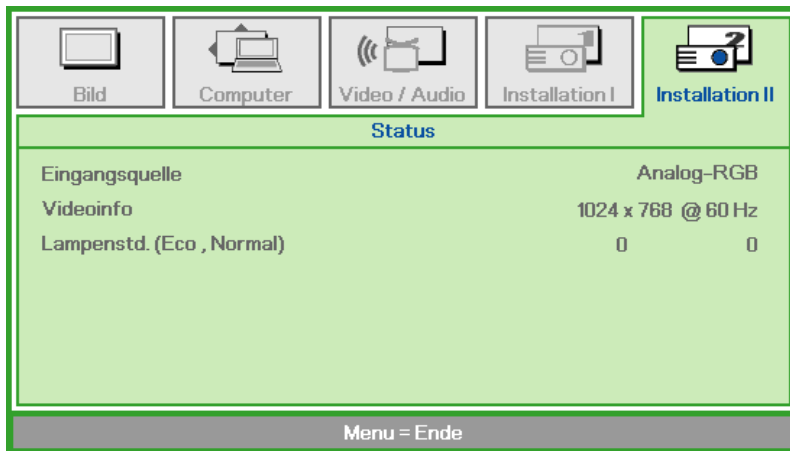 Bild Computer Video / Audio Installation I Installation II
Status
Eingangsquelle Analog-RGB
Videoinfo 1024 x 768 @ 60 Hz
Lampenstd. (Eco , Normal) 0 0
Menu = Ende